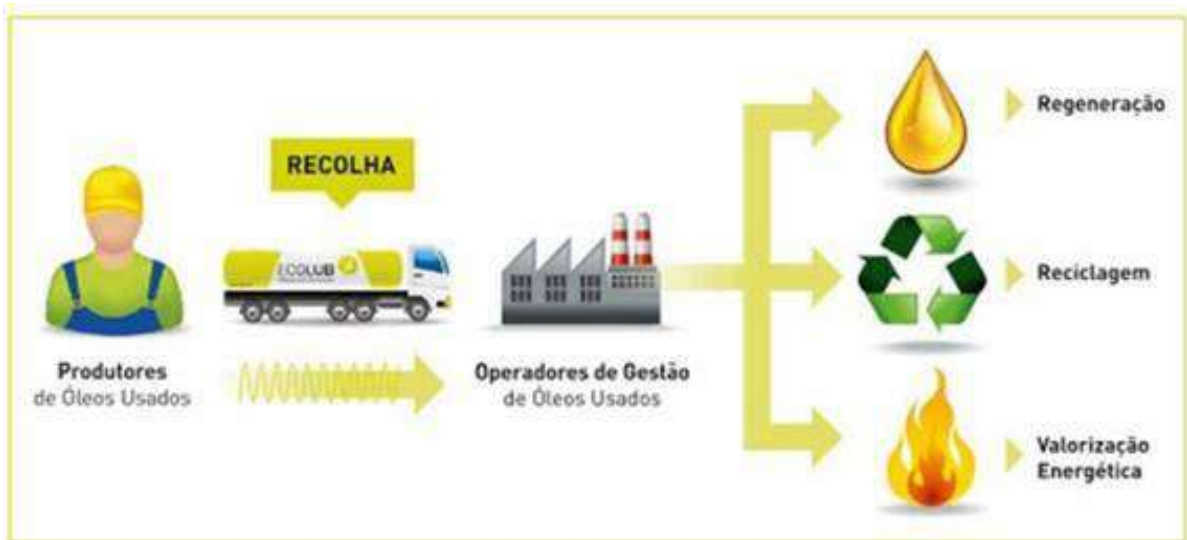 RECOLHA
ECOLUB
Produtores
de Óleos Usados
Operadores de Gestão
de Óleos Usados
Regeneração
Reciclagem
Valorização
Energética